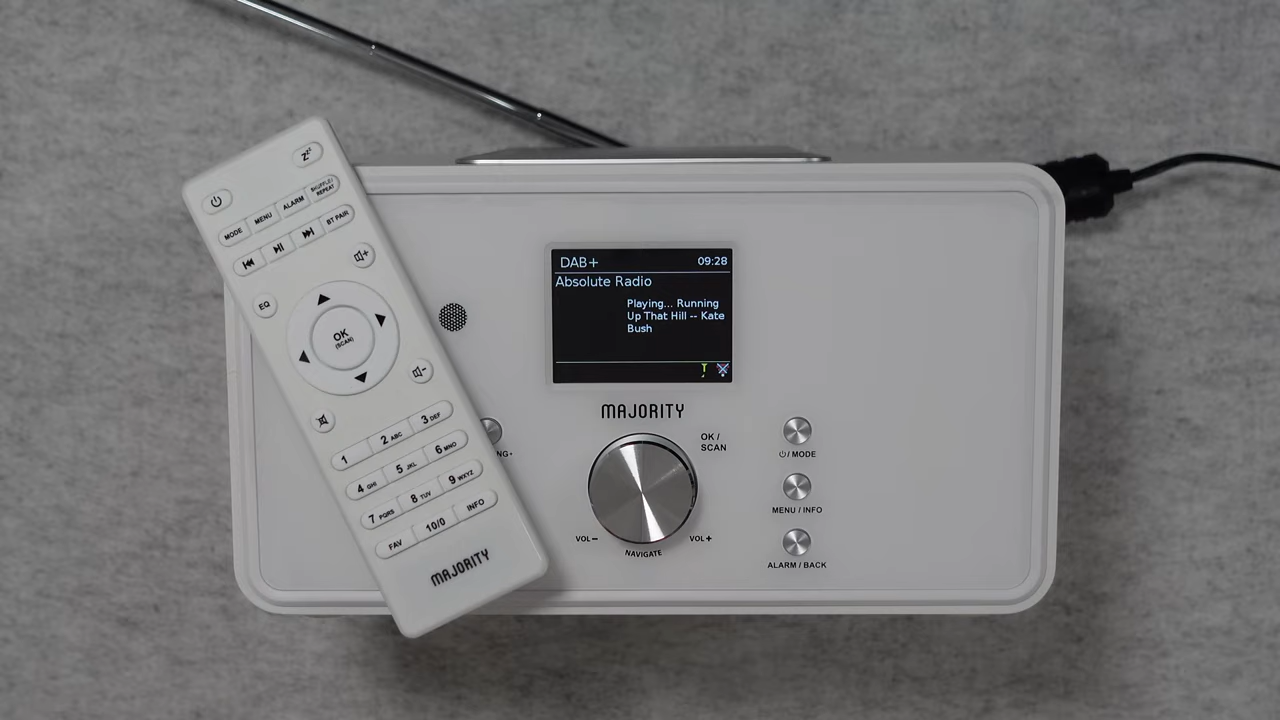 Zzz
MODE MENU ALARM SHUFFLE/
REPEAT
BT PAIR
EQ
OK
(SCAN)
1 2 ABC 3 DEF
4 GHI 5 JKL 6 MNO
7 PQRS 8 TUV 9 WXYZ
FAV 10/0 INFO
MAJORITY
DAB+ 09:28
Absolute Radio
Playing... Running
Up That Hill -- Kate
Bush
MAJORITY
OK /
SCAN
VOL- VOL+
NAVIGATE
/ MODE
MENU / INFO
ALARM / BACK